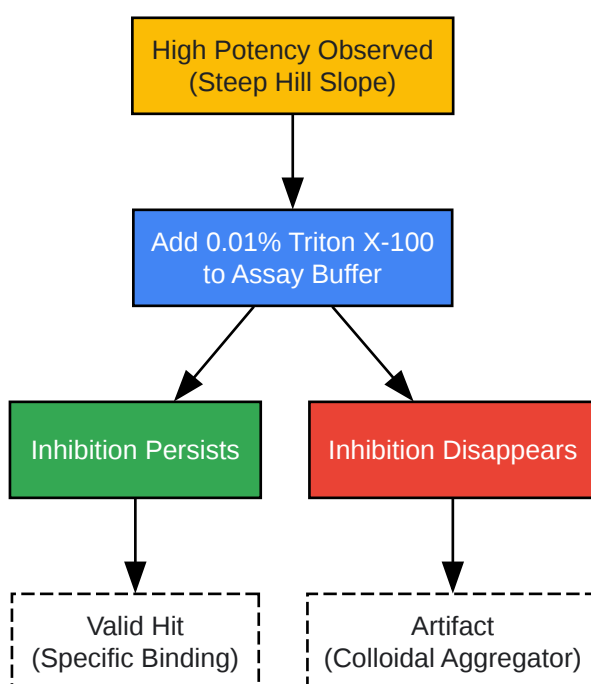 High Potency Observed
(Steep Hill Slope)
Add 0.01% Triton X-100
to Assay Buffer
Inhibition Persists
Inhibition Disappears
Valid Hit
(Specific Binding)
Artifact
(Colloidal Aggregator)